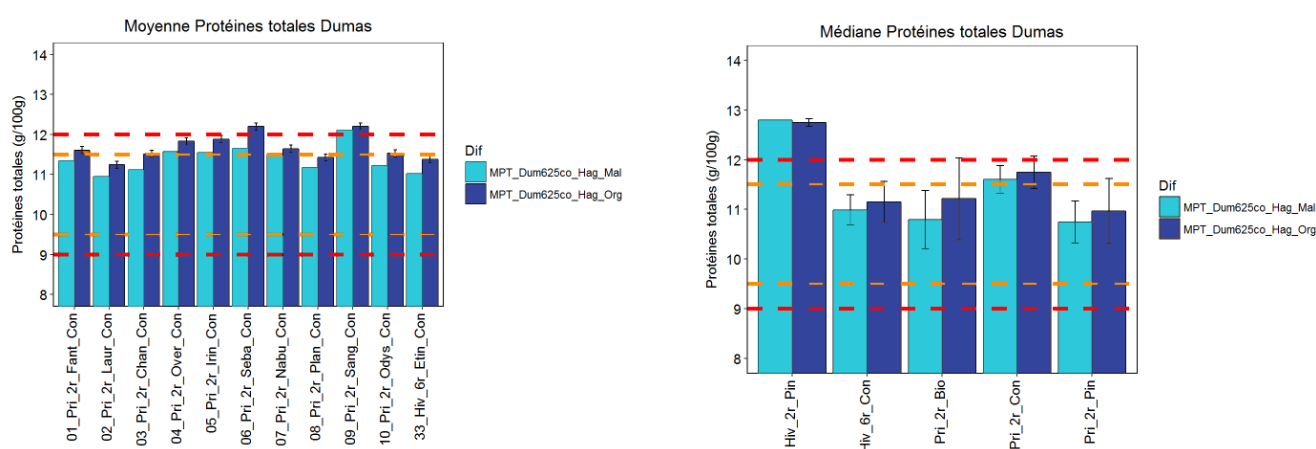 Moyenne Protéines totales Dumas
Protéines totales (g/100g)
14
13
12
11
10
9
8
01_Pri_2r_Fant_Con
02_Pri_2r_Laur_Con
03_Pri_2r_Chan_Con
04_Pri_2r_Over_Con
05_Pri_2r_Irin_Con
06_Pri_2r_Seba_Con
07_Pri_2r_Nabu_Con
08_Pri_2r_Plan_Con
09_Pri_2r_Sang_Con
10_Pri_2r_Odys_Con
33_Hiv_6r_Etin_Con
Dif
MPT_Dum625co_Hag_Mal
MPT_Dum625co_Hag_Org
Médiane Protéines totales Dumas
Protéines totales (g/100g)
14
13
12
11
10
9
8
Hiv_2r_Pin
Hiv_6r_Con
Pri_2r_Bio
Pri_2r_Con
Pri_2r_Pin
Dif
MPT_Dum625co_Hag_Mal
MPT_Dum625co_Hag_Org